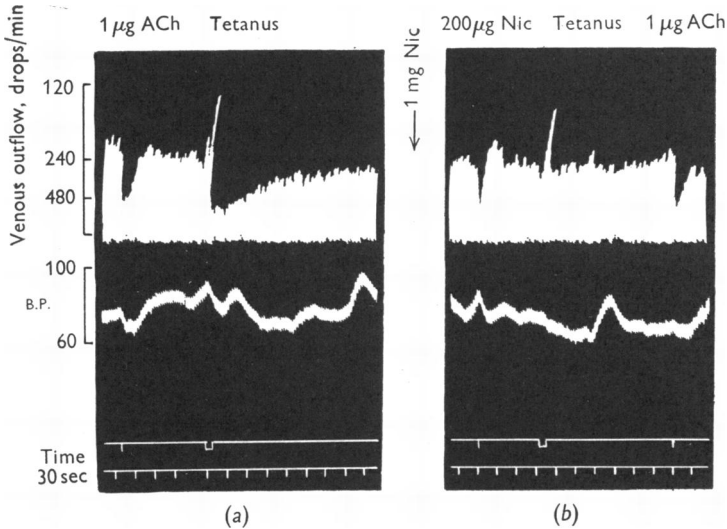 1 μg ACh Tetanus
200 μg Nic Tetanus 1 μg ACh
Venous outflow, drops/min
120
240
480
1 mg Nic
100
B.P.
60
Time
30 sec
(a)
(b)